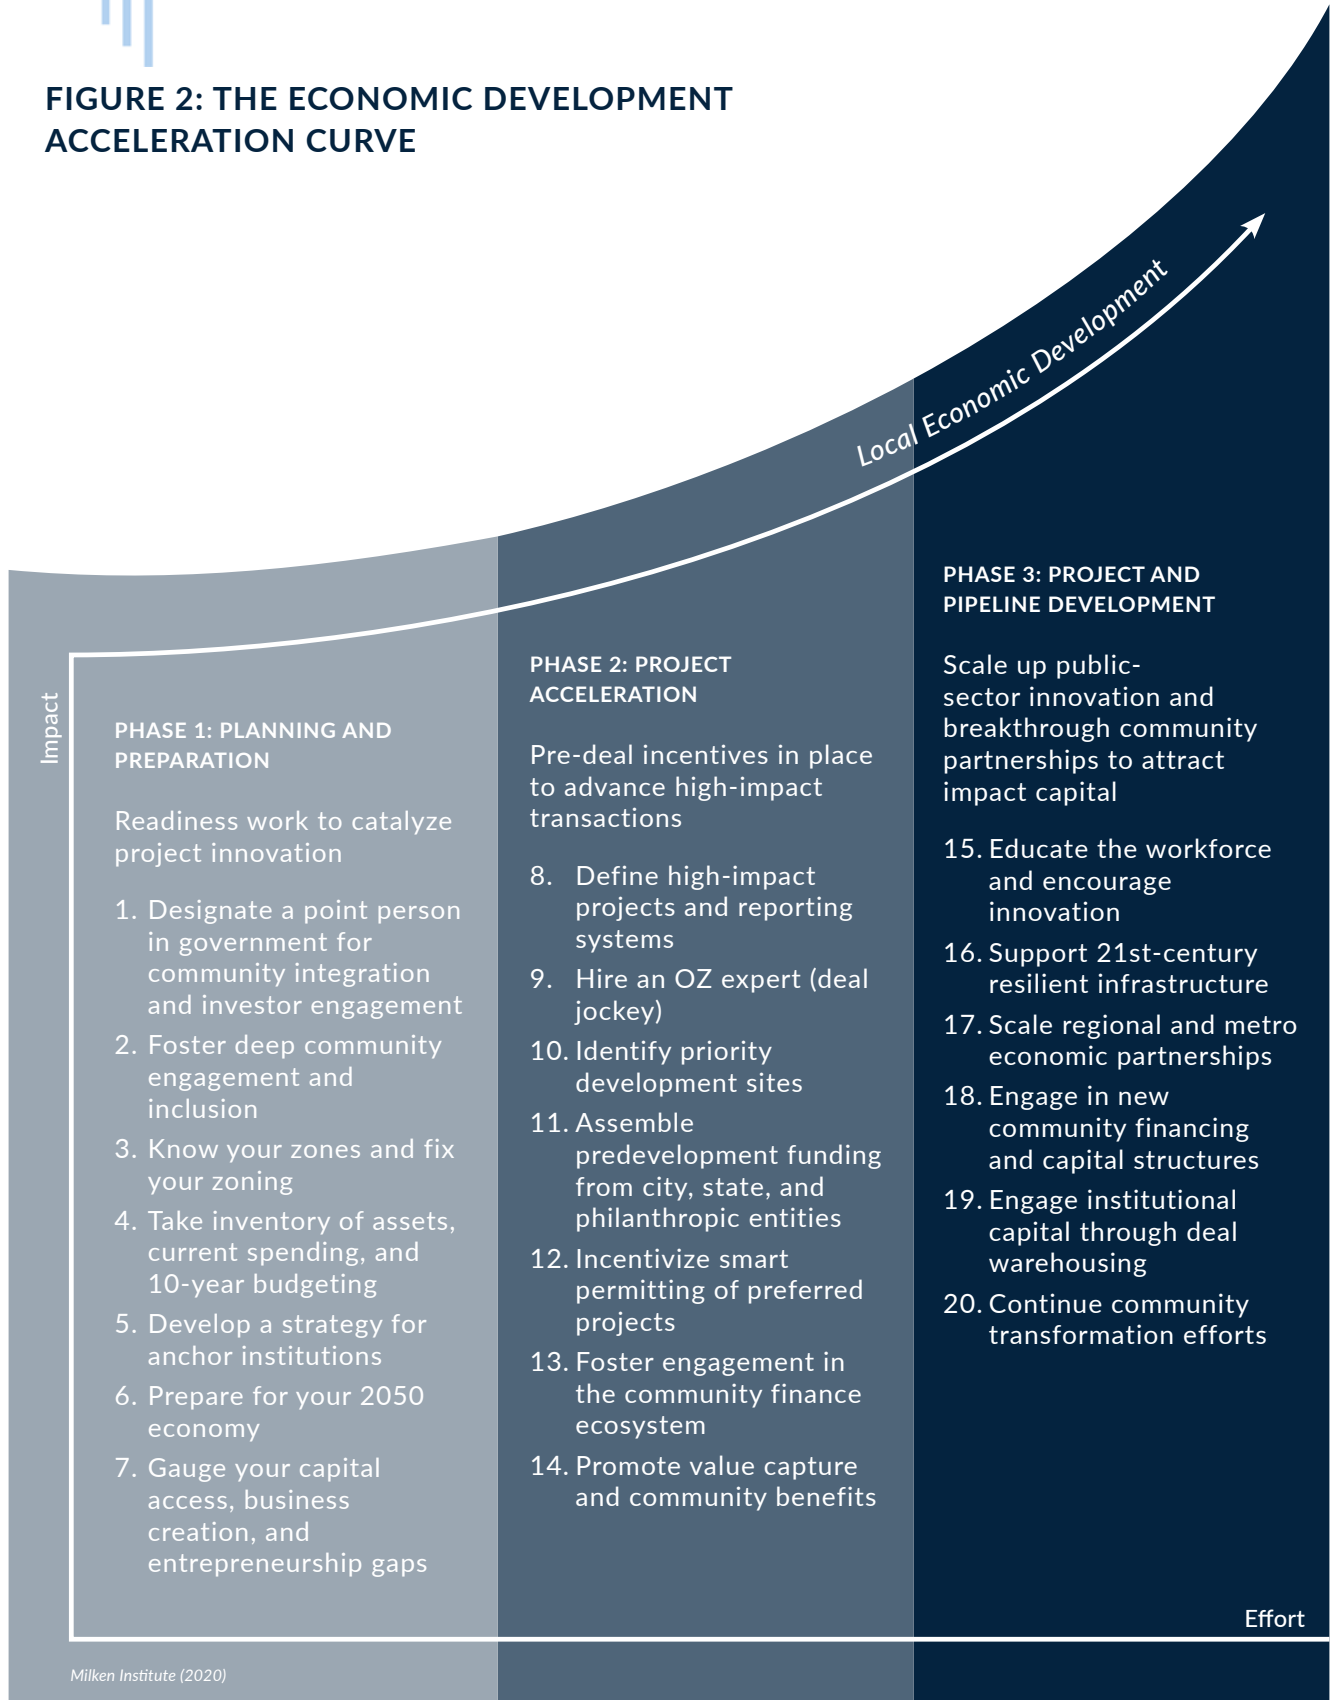 FIGURE 2: THE ECONOMIC DEVELOPMENT
ACCELERATION CURVE
Local Economic Development
Impact
PHASE 1: PLANNING AND
PREPARATION
Readiness work to catalyze
project innovation
1. Designate a point person
in government for
community integration
and investor engagement
2. Foster deep community
engagement and
inclusion
3. Know your zones and fix
your zoning
4. Take inventory of assets,
current spending, and
10-year budgeting
5. Develop a strategy for
anchor institutions
6. Prepare for your 2050
economy
7. Gauge your capital
access, business
creation, and
entrepreneurship gaps
PHASE 2: PROJECT
ACCELERATION
Pre-deal incentives in place
to advance high-impact
transactions
8. Define high-impact
projects and reporting
systems
9. Hire an OZ expert (deal
jockey)
10. Identify priority
development sites
11. Assemble
predevelopment funding
from city, state, and
philanthropic entities
12. Incentivize smart
permitting of preferred
projects
13. Foster engagement in
the community finance
ecosystem
14. Promote value capture
and community benefits
PHASE 3: PROJECT AND
PIPELINE DEVELOPMENT
Scale up public-
sector innovation and
breakthrough community
partnerships to attract
impact capital
15. Educate the workforce
and encourage
innovation
16. Support 21st-century
resilient infrastructure
17. Scale regional and metro
economic partnerships
18. Engage in new
community financing
and capital structures
19. Engage institutional
capital through deal
warehousing
20. Continue community
transformation efforts
Effort
Milken Institute (2020)